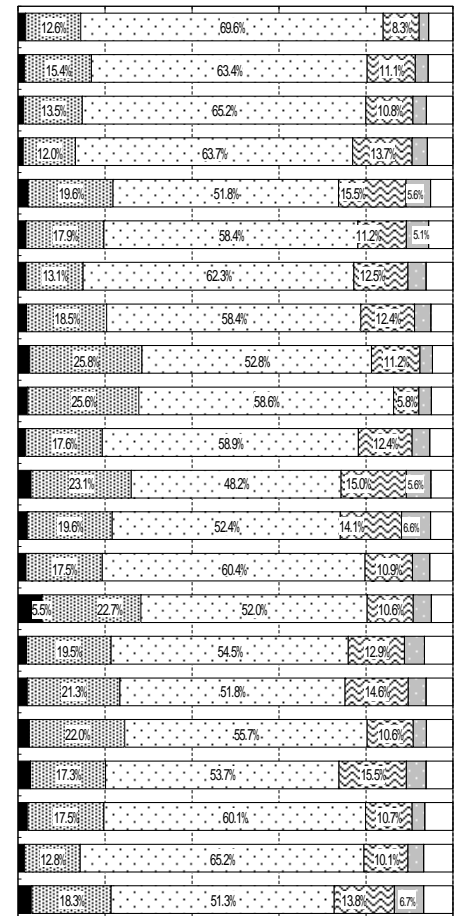 12.6% 69.6% 8.3%
15.4% 63.4% 11.1%
13.5% 65.2% 10.8%
12.0% 63.7% 13.7%
19.6% 51.8% 15.5% 5.6%
17.9% 58.4% 11.2% 5.1%
13.1% 62.3% 12.5%
18.5% 58.4% 12.4%
25.8% 52.8% 11.2%
25.6% 58.6% 5.8%
17.6% 58.9% 12.4%
23.1% 48.2% 15.0% 5.6%
19.6% 52.4% 14.1% 6.6%
17.5% 60.4% 10.9%
5.5% 22.7% 52.0% 10.6%
19.5% 54.5% 12.9%
21.3% 51.8% 14.6%
22.0% 55.7% 10.6%
17.3% 53.7% 15.5%
17.5% 60.1% 10.7%
12.8% 65.2% 10.1%
18.3% 51.3% 13.8% 6.7%